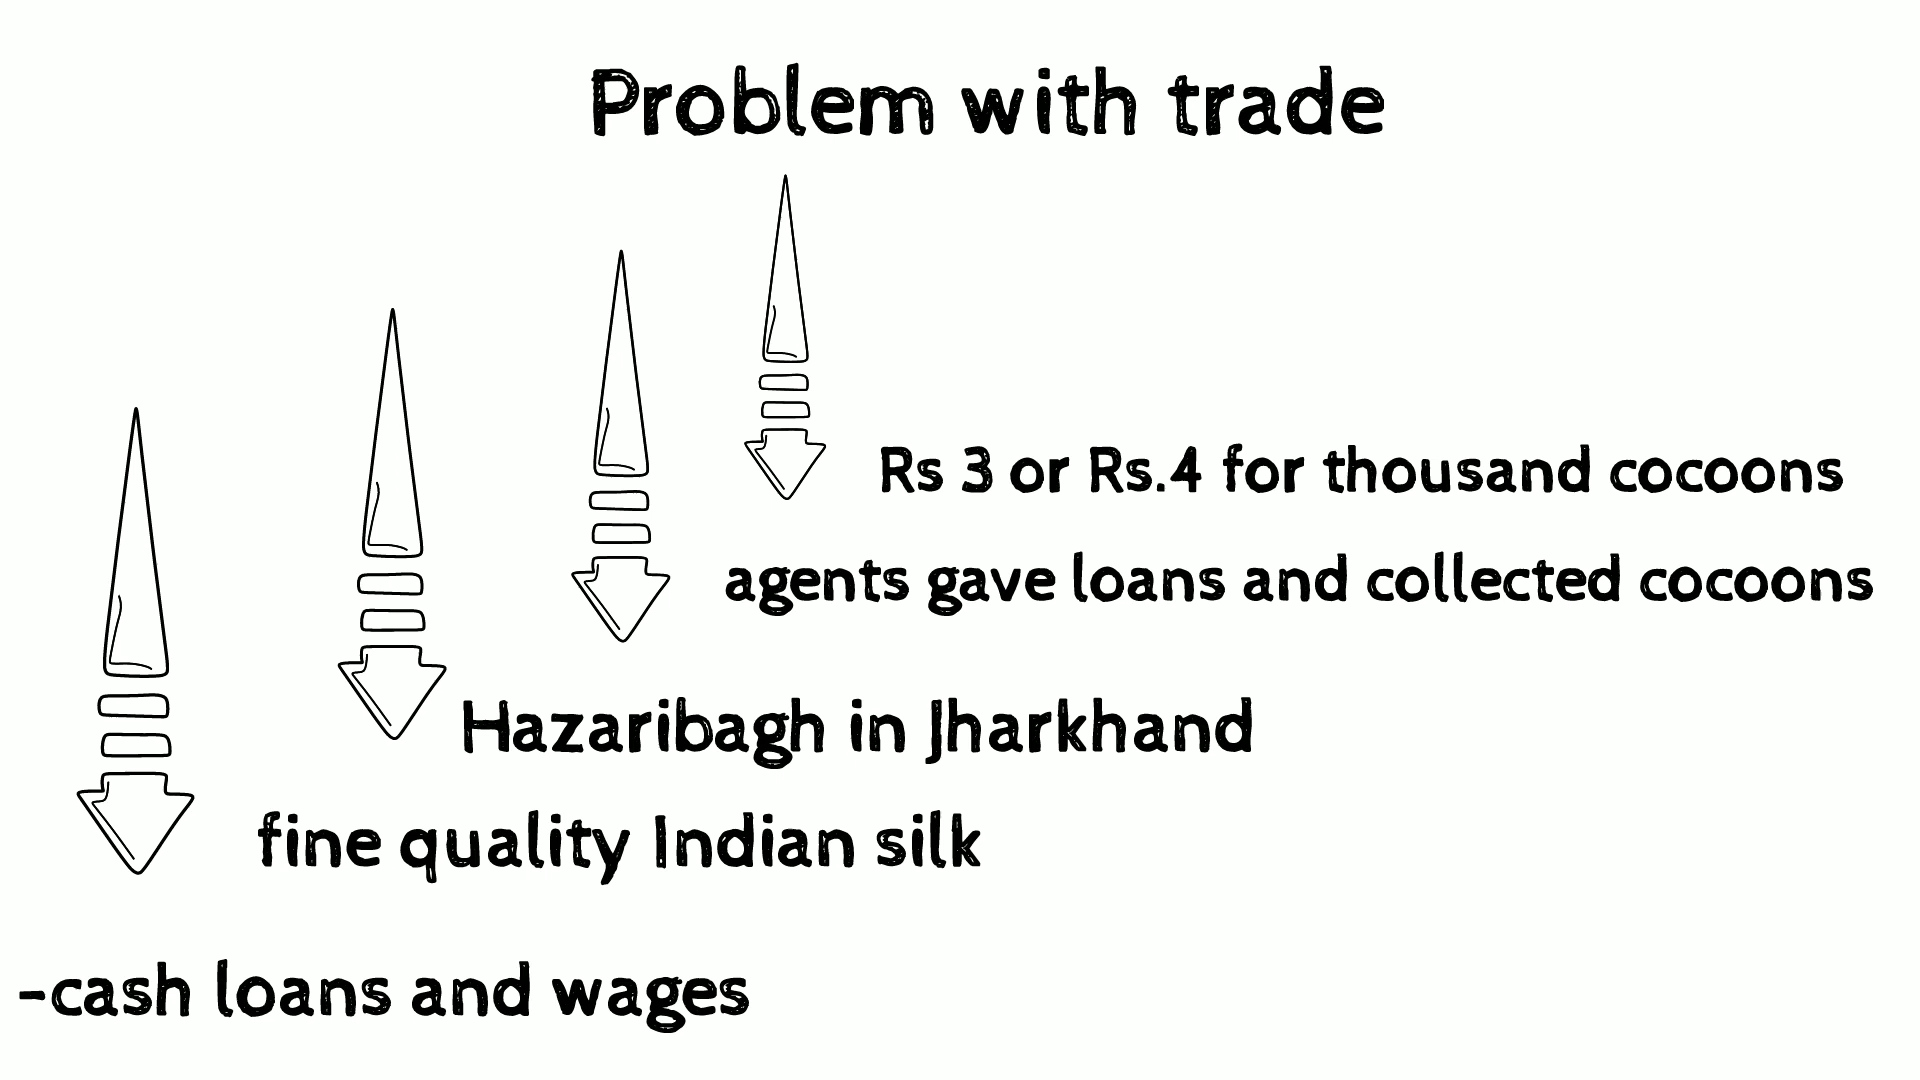 Problem with trade
Rs 3 or Rs.4 for thousand cocoons
agents gave loans and collected cocoons
Hazaribagh in Jharkhand
fine quality Indian silk
-cash loans and wages